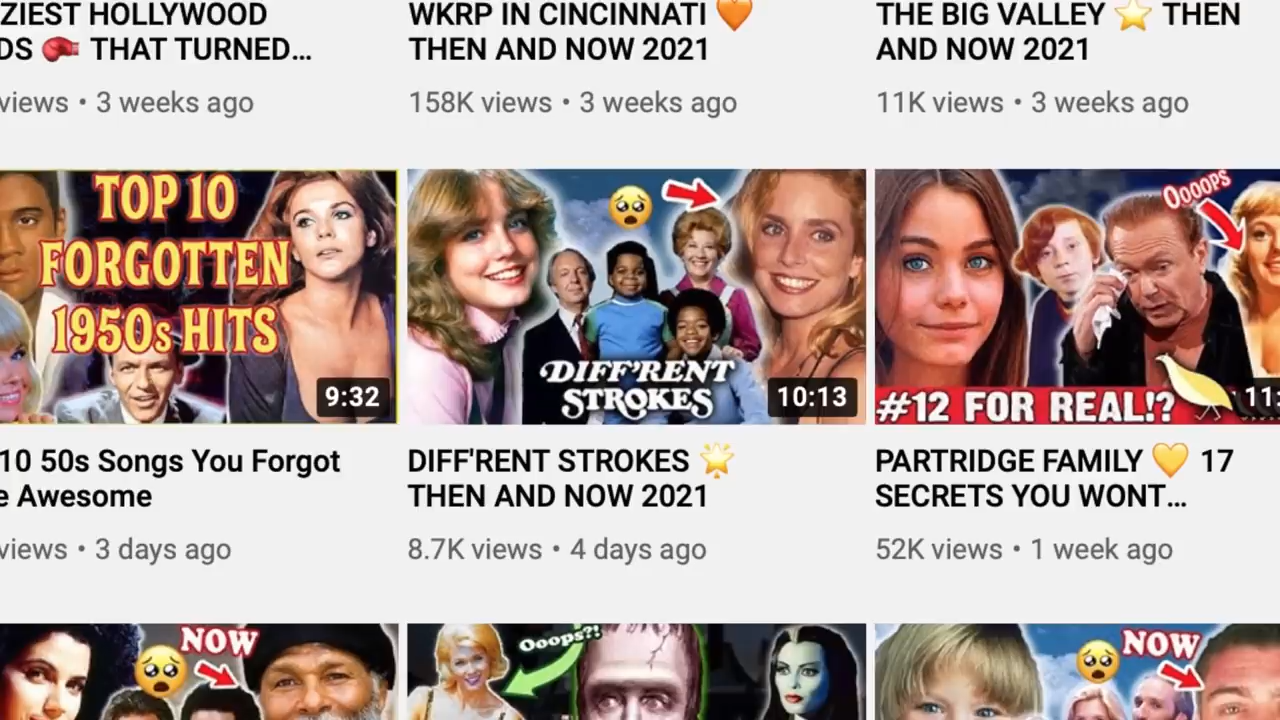 ZIEST HOLLYWOOD
DS 🥊 THAT TURNED...
views • 3 weeks ago
WKRP IN CINCINNATI 🧡
THEN AND NOW 2021
158K views • 3 weeks ago
THE BIG VALLEY ⭐ THEN
AND NOW 2021
11K views • 3 weeks ago
TOP 10
FORGOTTEN
1950s HITS
9:32
DIFF'RENT
STROKES
10:13
OOOOPS
#12 FOR REAL!?
11:
10 50s Songs You Forgot
e Awesome
views • 3 days ago
DIFF'RENT STROKES 🌟
THEN AND NOW 2021
8.7K views • 4 days ago
PARTRIDGE FAMILY 💛 17
SECRETS YOU WONT...
52K views • 1 week ago
NOW
Ooops?!
NOW